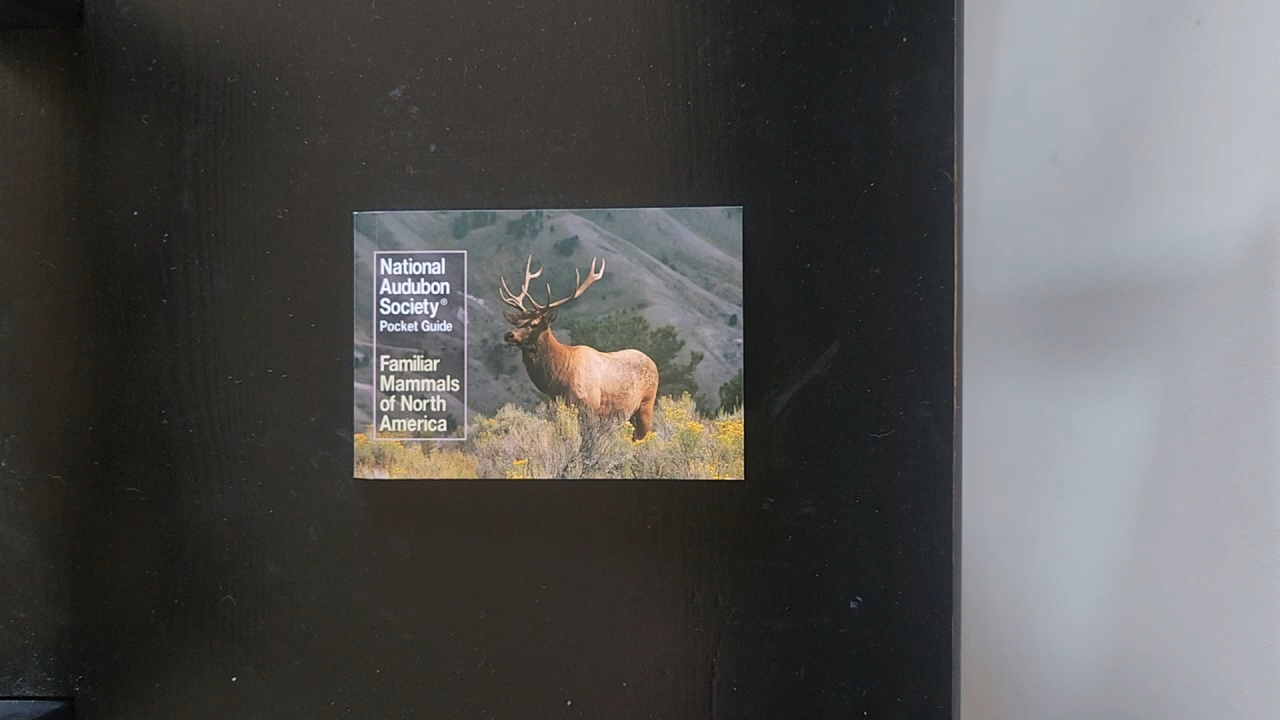 National
Audubon
Society®
Pocket Guide
Familiar
Mammals
of North
America